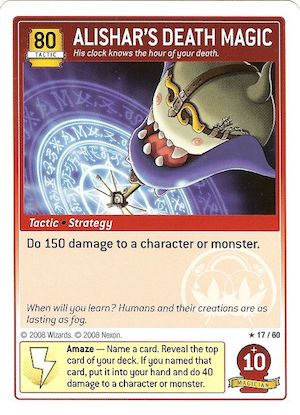 80
TACTIC
ALISHAR'S DEATH MAGIC
His clock knows the hour of your death.
Tactic • Strategy
Do 150 damage to a character or monster.
When will you learn? Humans and their creations are as
lasting as fog.
© 2008 Wizards. © 2008 Nexon.
★ 17 / 60
Amaze — Name a card. Reveal the top
card of your deck. If you named that
card, put it into your hand and do 40
damage to a character or monster.
10
MAGICIAN